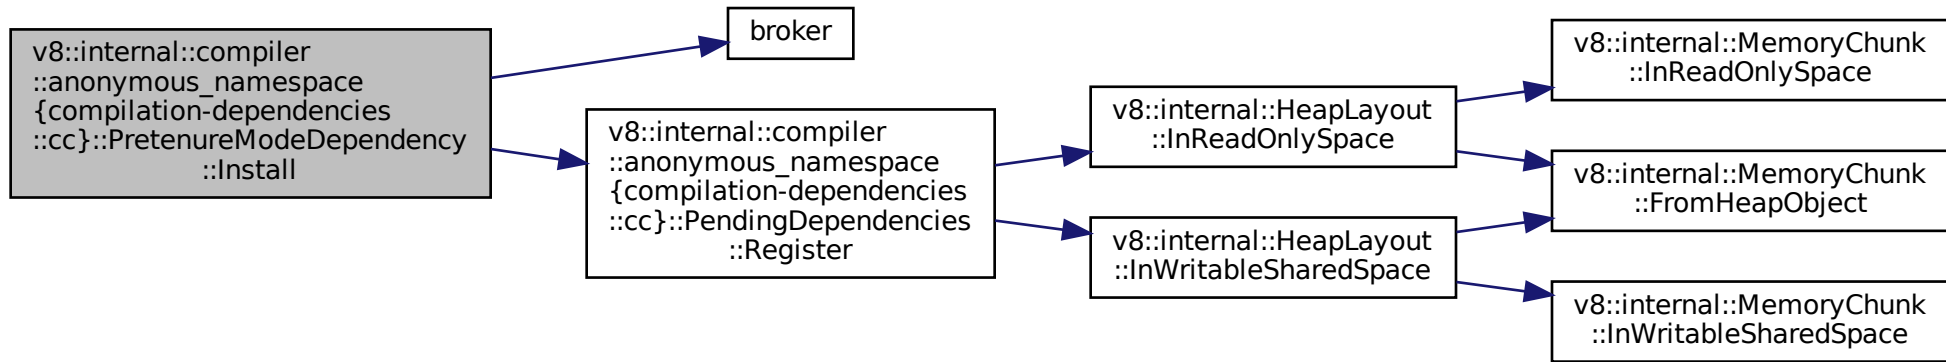 v8::internal::compiler
::anonymous_namespace
{compilation-dependencies
::cc}::PretenureModeDependency
::Install
broker
v8::internal::compiler
::anonymous_namespace
{compilation-dependencies
::cc}::PendingDependencies
::Register
v8::internal::HeapLayout
::InReadOnlySpace
v8::internal::HeapLayout
::InWritableSharedSpace
v8::internal::MemoryChunk
::InReadOnlySpace
v8::internal::MemoryChunk
::FromHeapObject
v8::internal::MemoryChunk
::InWritableSharedSpace